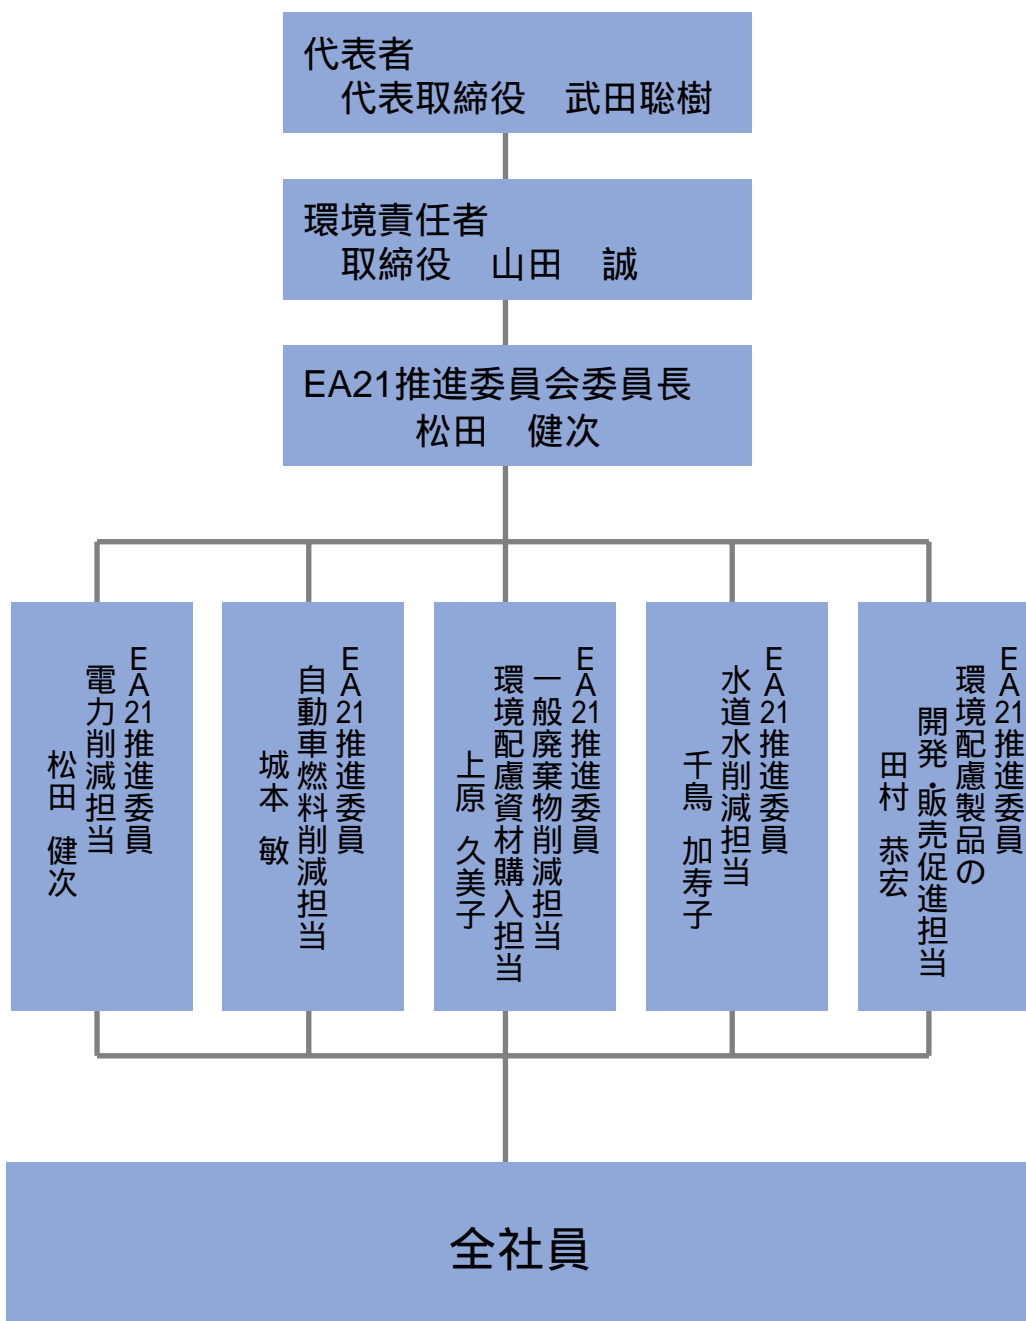 代表者
代表取締役　武田聡樹
環境責任者
取締役　山田　誠
EA21推進委員会委員長
松田　健次
EA21推進委員
電力削減担当
松田　健次
EA21推進委員
自動車燃料削減担当
城本　敏
EA21推進委員
一般廃棄物削減担当
環境配慮資材購入担当
上原　久美子
EA21推進委員
水道水削減担当
千鳥　加寿子
EA21推進委員
環境配慮製品の
開発・販売促進担当
田村　恭宏
全社員